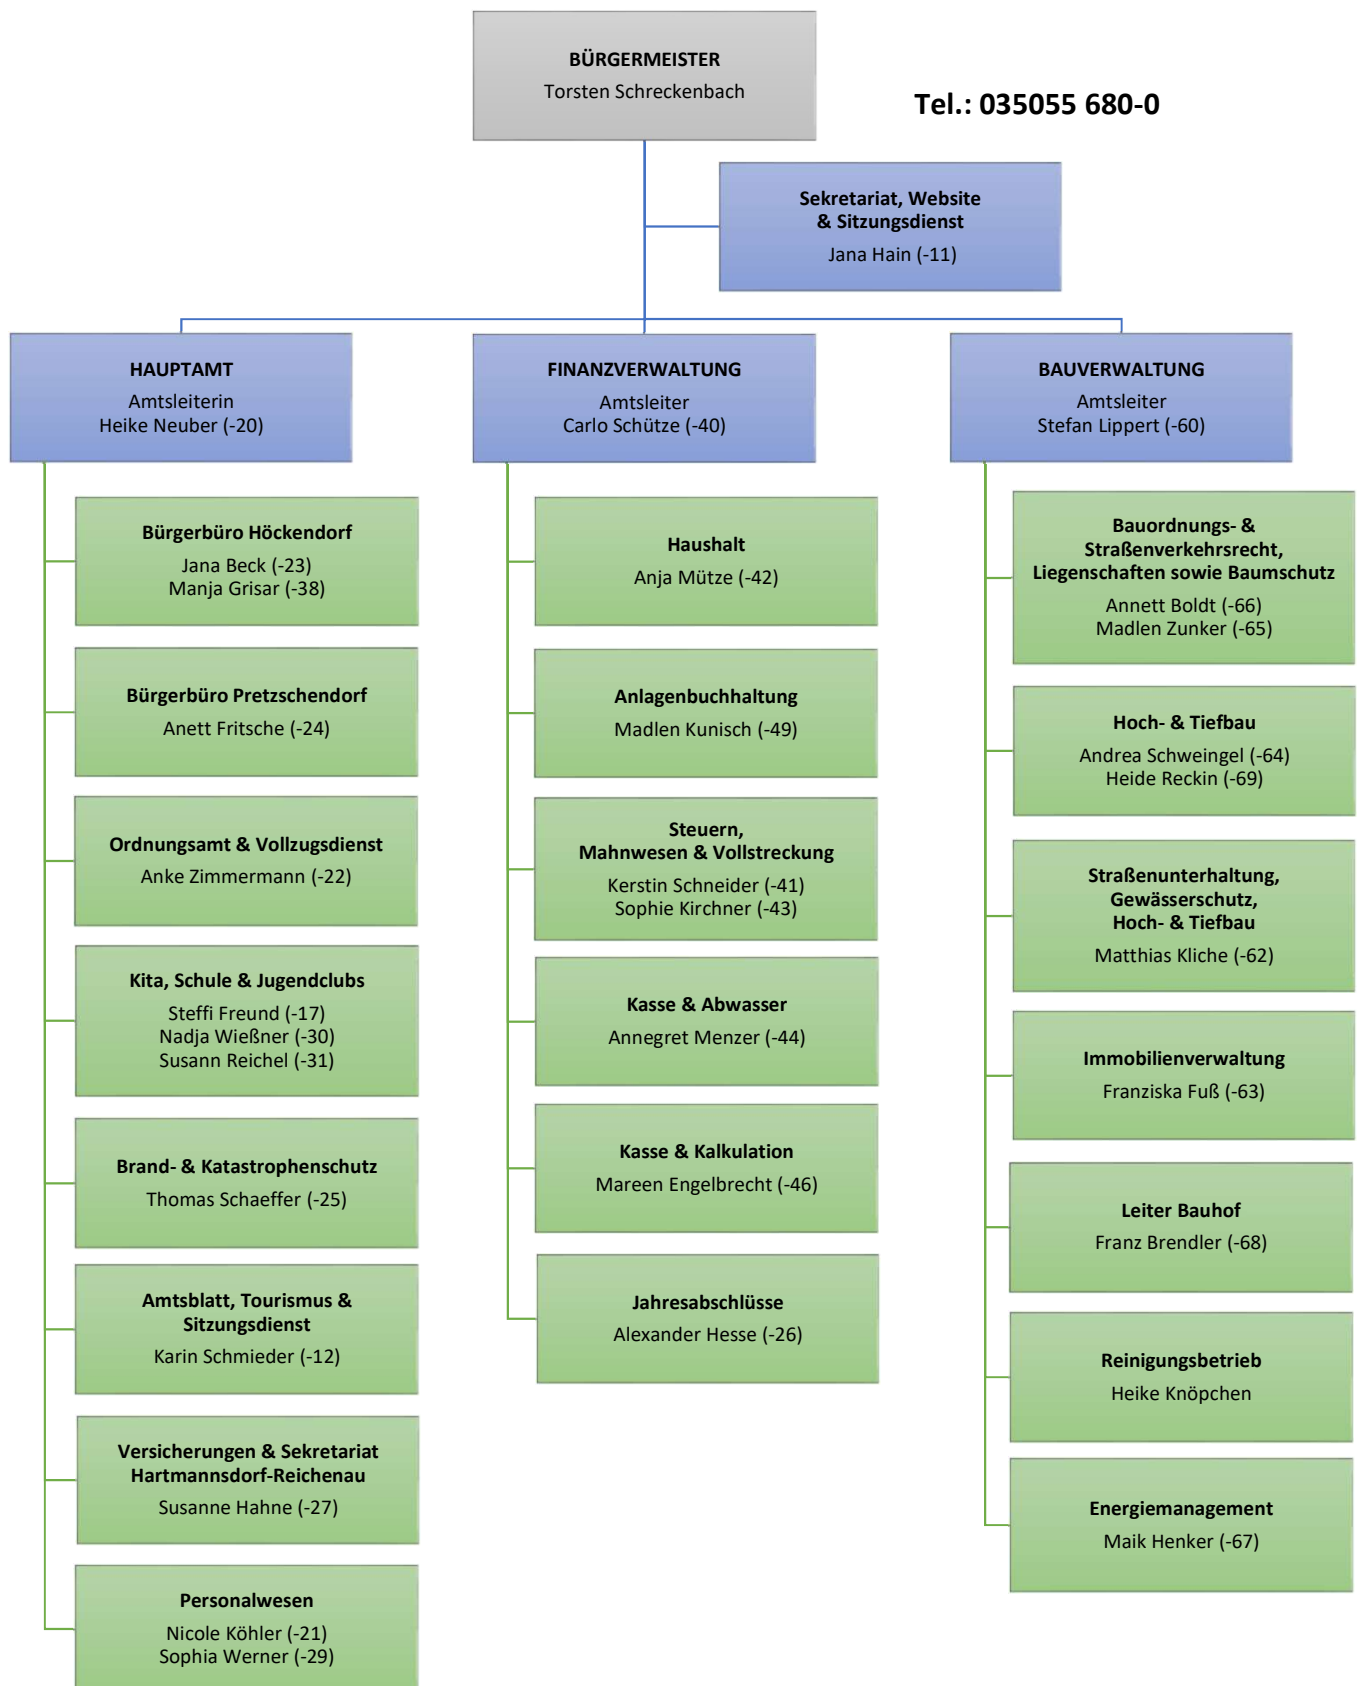 BÜRGERMEISTER
Torsten Schreckenbach
Tel.: 035055 680-0
Sekretariat, Website
& Sitzungsdienst
Jana Hain (-11)
HAUPTAMT
Amtsleiterin
Heike Neuber (-20)
Bürgerbüro Höckendorf
Jana Beck (-23)
Manja Grisar (-38)
Bürgerbüro Pretzschendorf
Anett Fritsche (-24)
Ordnungsamt & Vollzugsdienst
Anke Zimmermann (-22)
Kita, Schule & Jugendclubs
Steffi Freund (-17)
Nadja Wießner (-30)
Susann Reichel (-31)
Brand- & Katastrophenschutz
Thomas Schaeffer (-25)
Amtsblatt, Tourismus &
Sitzungsdienst
Karin Schmieder (-12)
Versicherungen & Sekretariat
Hartmannsdorf-Reichenau
Susanne Hahne (-27)
Personalwesen
Nicole Köhler (-21)
Sophia Werner (-29)
FINANZVERWALTUNG
Amtsleiter
Carlo Schütze (-40)
Haushalt
Anja Mütze (-42)
Anlagenbuchhaltung
Madlen Kunisch (-49)
Steuern,
Mahnwesen & Vollstreckung
Kerstin Schneider (-41)
Sophie Kirchner (-43)
Kasse & Abwasser
Annegret Menzer (-44)
Kasse & Kalkulation
Mareen Engelbrecht (-46)
Jahresabschlüsse
Alexander Hesse (-26)
BAUVERWALTUNG
Amtsleiter
Stefan Lippert (-60)
Bauordnungs- &
Straßenverkehrsrecht,
Liegenschaften sowie Baumschutz
Annett Boldt (-66)
Madlen Zunker (-65)
Hoch- & Tiefbau
Andrea Schweingel (-64)
Heide Reckin (-69)
Straßenunterhaltung,
Gewässerschutz,
Hoch- & Tiefbau
Matthias Kliche (-62)
Immobilienverwaltung
Franziska Fuß (-63)
Leiter Bauhof
Franz Brendler (-68)
Reinigungsbetrieb
Heike Knöpchen
Energiemanagement
Maik Henker (-67)